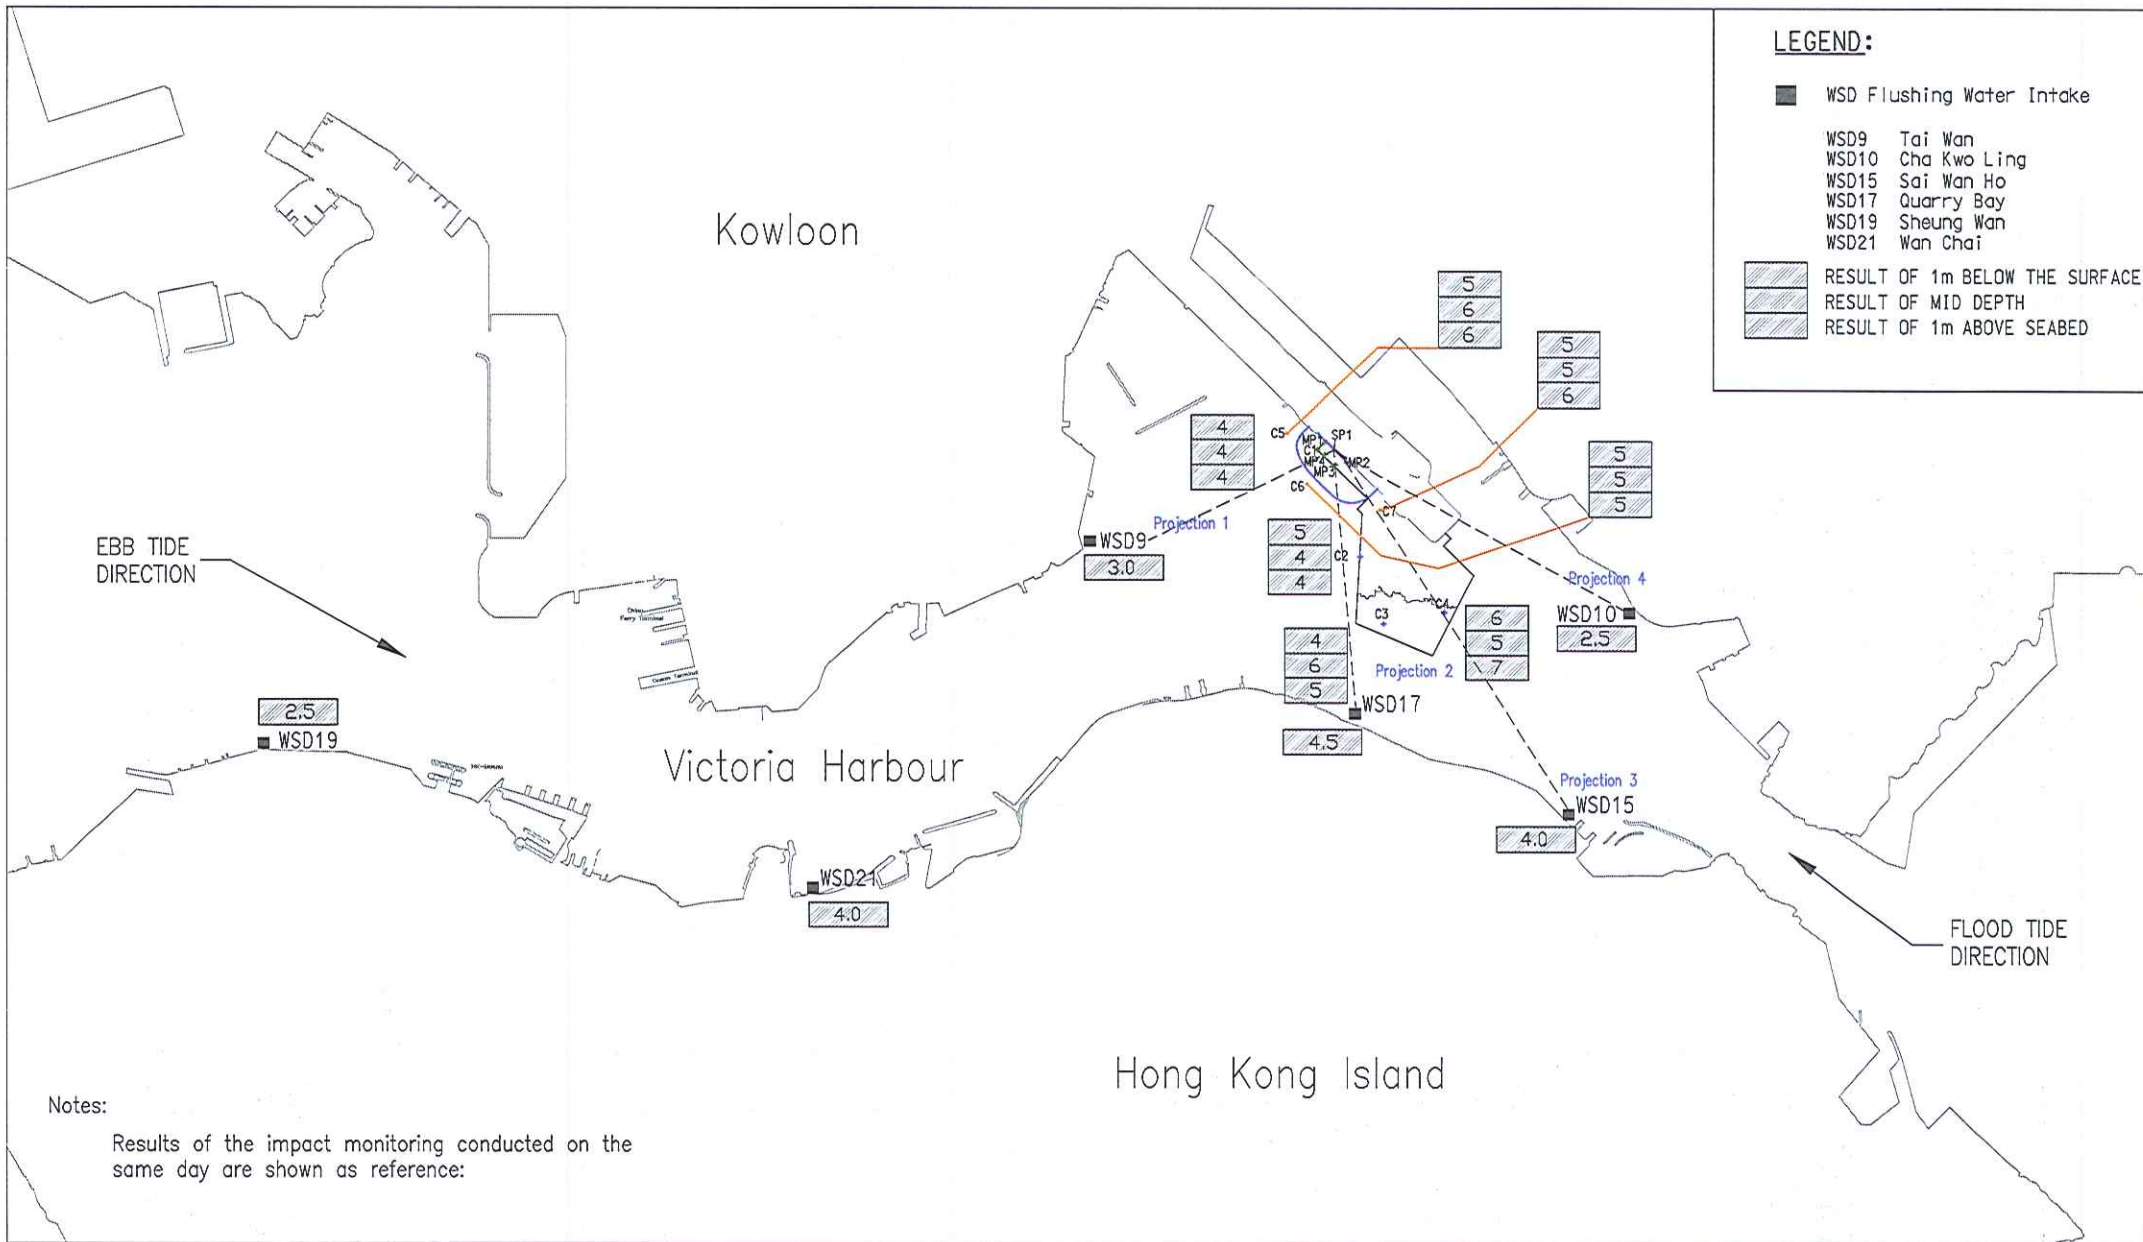 LEGEND:
WSD Flushing Water Intake
WSD9 Tai Wan
WSD10 Cha Kwo Ling
WSD15 Sai Wan Ho
WSD17 Quarry Bay
WSD19 Sheung Wan
WSD21 Wan Chai
RESULT OF 1m BELOW THE SURFACE
RESULT OF MID DEPTH
RESULT OF 1m ABOVE SEABED
Kowloon
5
6
6
5
5
6
4
4
4
5
5
5
C5
MP1
SP1
C1
MP4
MP2
MP3
C6
C7
Projection 1
WSD9
3.0
5
4
4
C2
EBB TIDE
DIRECTION
Projection 4
WSD10
2.5
C3
C4
Ferry Terminal
Ocean Terminal
4
6
5
6
5
7
Projection 2
WSD17
4.5
2.5
WSD19
Victoria Harbour
Projection 3
WSD15
4.0
WSD21
4.0
FLOOD TIDE
DIRECTION
Hong Kong Island
Notes:
Results of the impact monitoring conducted on the
same day are shown as reference: